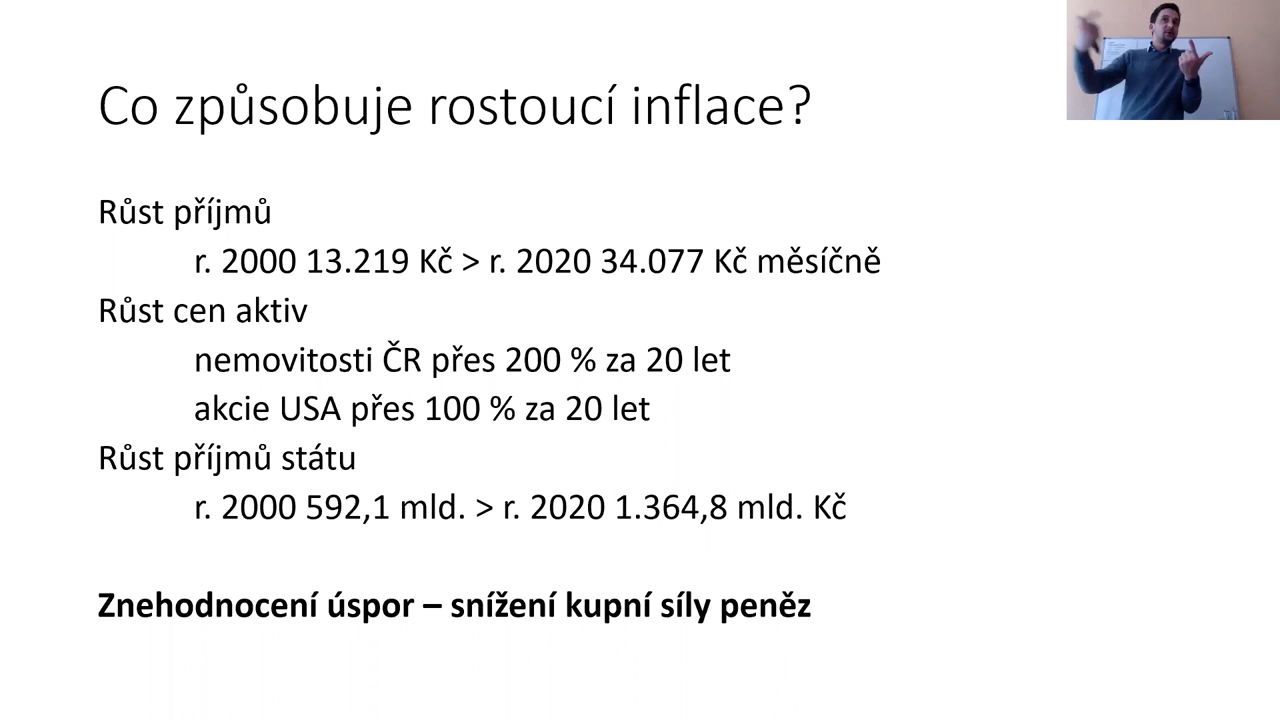 Co způsobuje rostoucí inflace?
Růst příjmů
r. 2000 13.219 Kč > r. 2020 34.077 Kč měsíčně
Růst cen aktiv
nemovitosti ČR přes 200 % za 20 let
akcie USA přes 100 % za 20 let
Růst příjmů státu
r. 2000 592,1 mld. > r. 2020 1.364,8 mld. Kč
Znehodnocení úspor – snížení kupní síly peněz